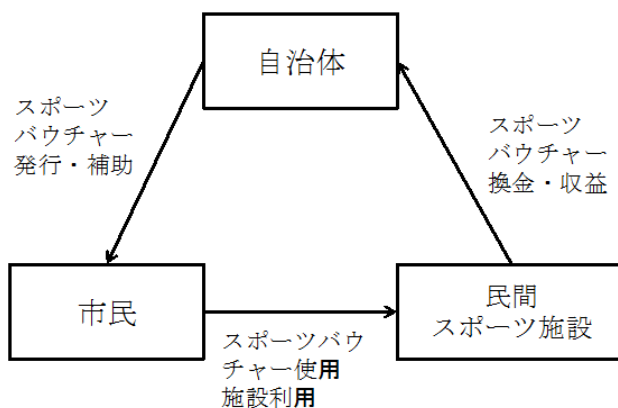 自治体
スポーツ
バウチャー
発行・補助
スポーツ
バウチャー
換金・収益
市民
民間
スポーツ施設
スポーツバウ
チャー使用
施設利用